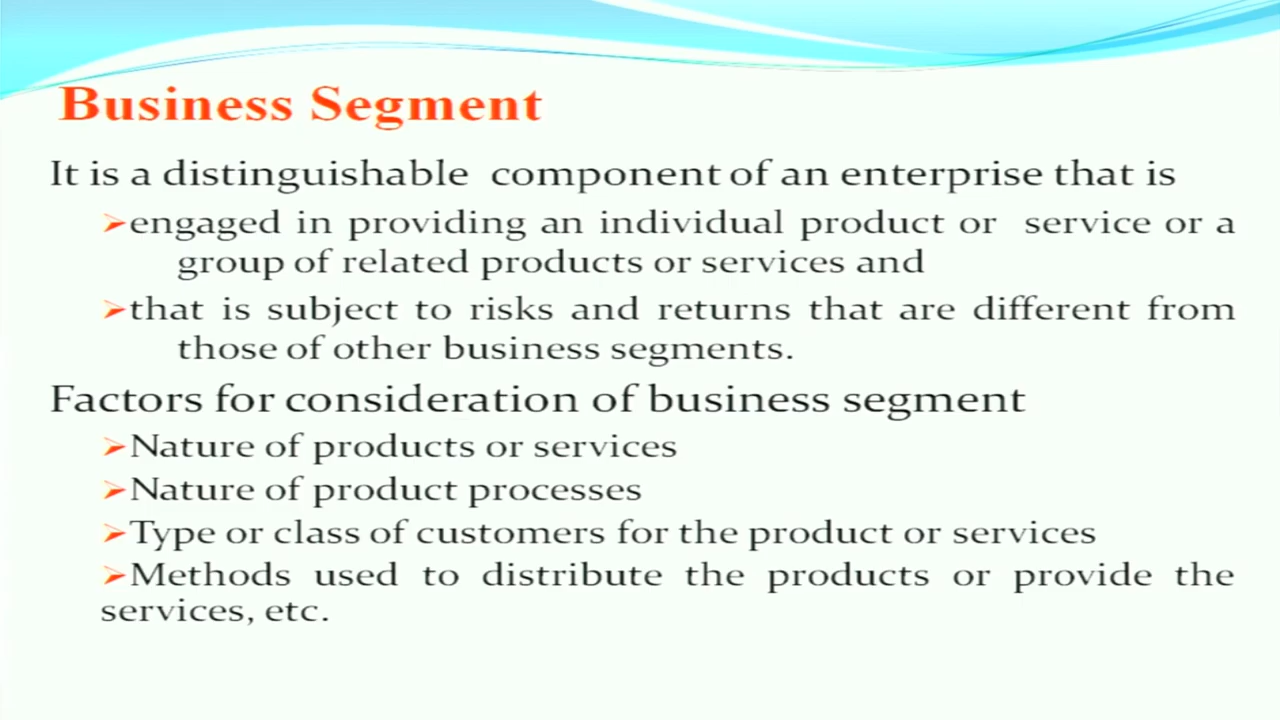 Business Segment
It is a distinguishable component of an enterprise that is
➢engaged in providing an individual product or service or a
group of related products or services and
➢that is subject to risks and returns that are different from
those of other business segments.
Factors for consideration of business segment
➢Nature of products or services
➢Nature of product processes
➢Type or class of customers for the product or services
➢Methods used to distribute the products or provide the
services, etc.